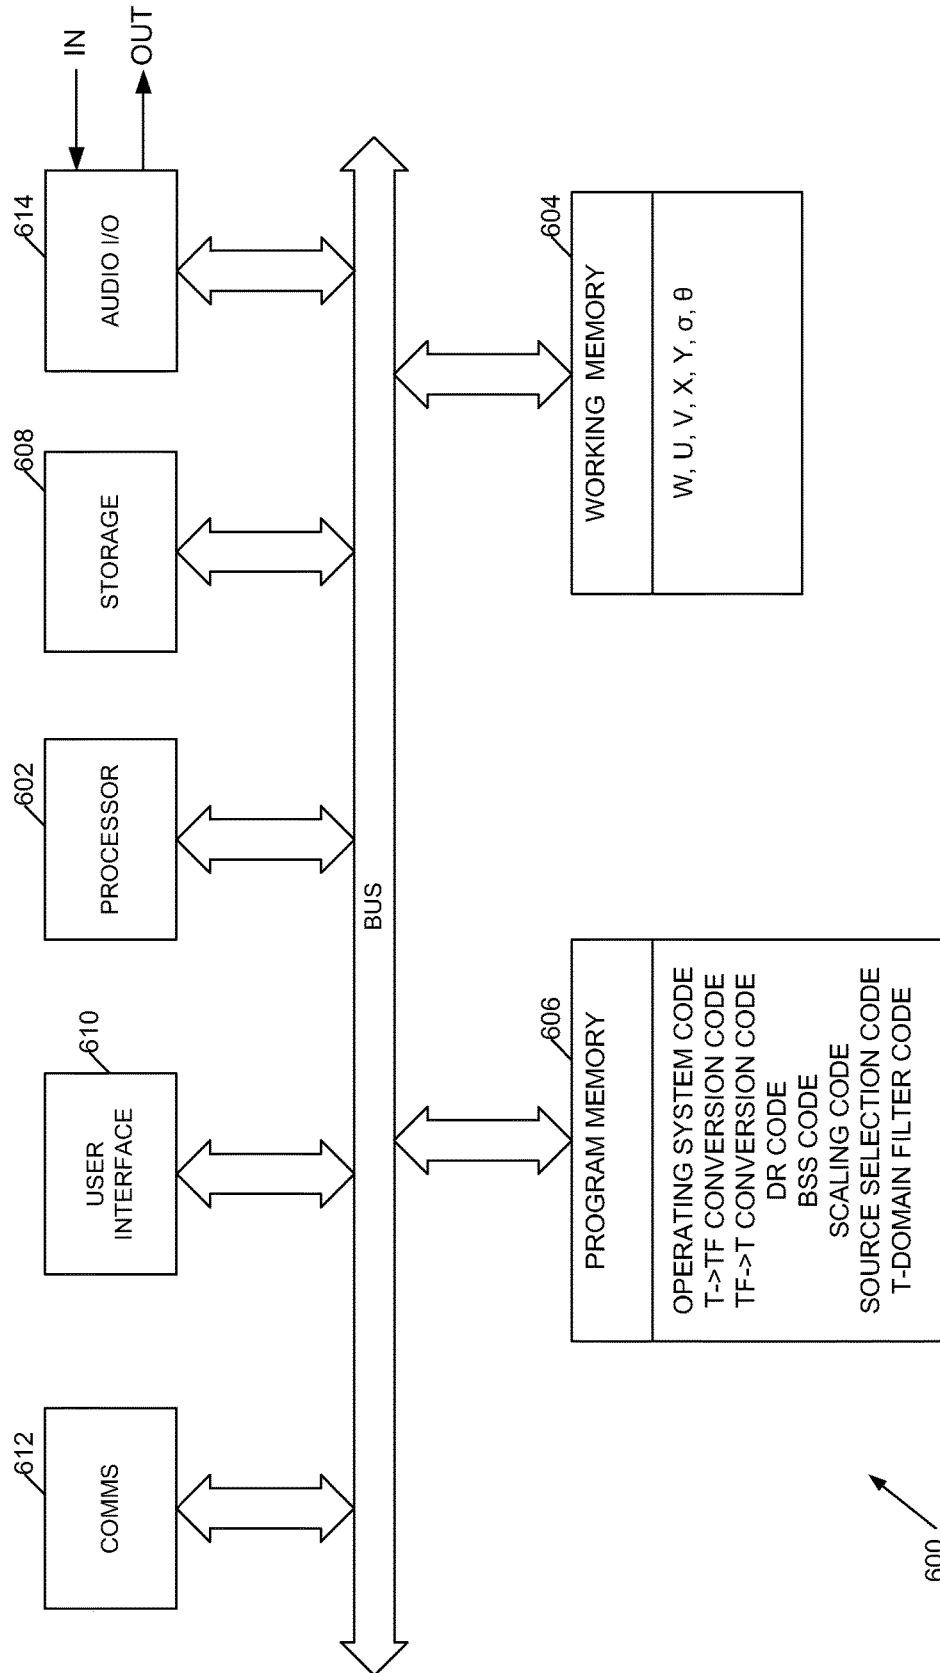 612
COMMS
610
USER
INTERFACE
602
PROCESSOR
608
STORAGE
614
AUDIO I/O
IN
OUT
BUS
606
PROGRAM MEMORY
OPERATING SYSTEM CODE
T->TF CONVERSION CODE
TF->T CONVERSION CODE
DR CODE
BSS CODE
SCALING CODE
SOURCE SELECTION CODE
T-DOMAIN FILTER CODE
604
WORKING MEMORY
W, U, V, X, Y, σ, θ
600